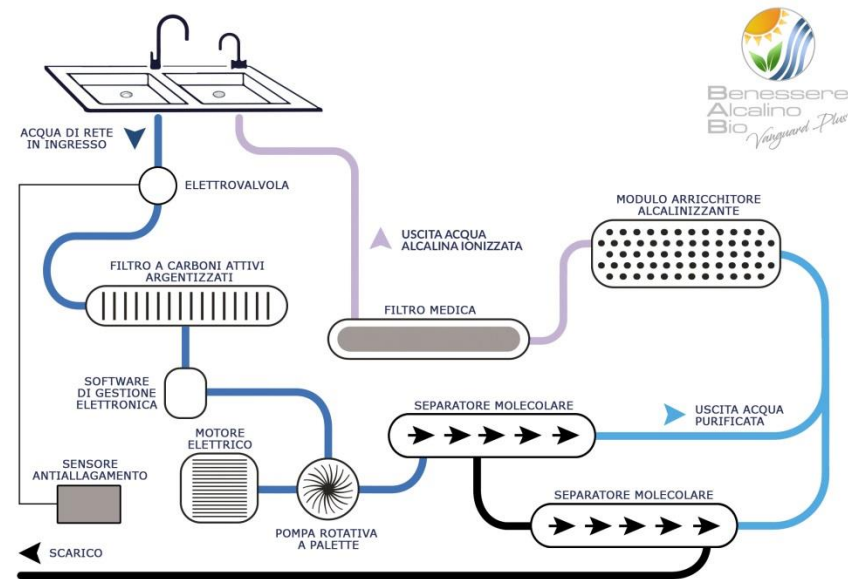 Benessere
Alcalino
Bio Vanguard Plus
ACQUA DI RETE
IN INGRESSO
ELETTROVALVOLA
MODULO ARRICCHITORE
ALCALINIZZANTE
USCITA ACQUA
ALCALINA IONIZZATA
FILTRO A CARBONI ATTIVI
ARGENTIZZATI
FILTRO MEDICA
SOFTWARE
DI GESTIONE
ELETTRONICA
SEPARATORE MOLECOLARE
USCITA ACQUA
PURIFICATA
MOTORE
ELETTRICO
SENSORE
ANTIALLAGAMENTO
SEPARATORE MOLECOLARE
POMPA ROTATIVA
A PALETTE
SCARICO